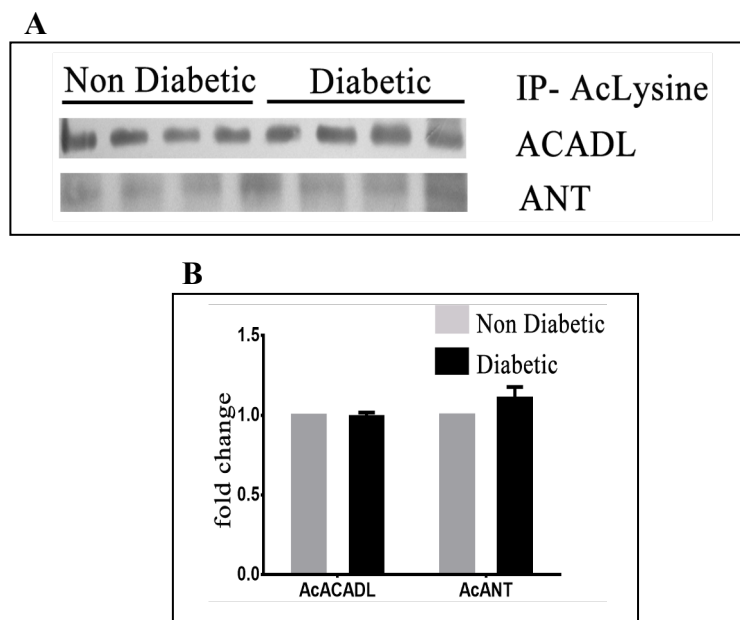 A
Non Diabetic Diabetic IP- AcLysine
ACADL
ANT
B
Non Diabetic
Diabetic
1.5
1.0
0.5
0.0
fold change
AcACADL AcANT